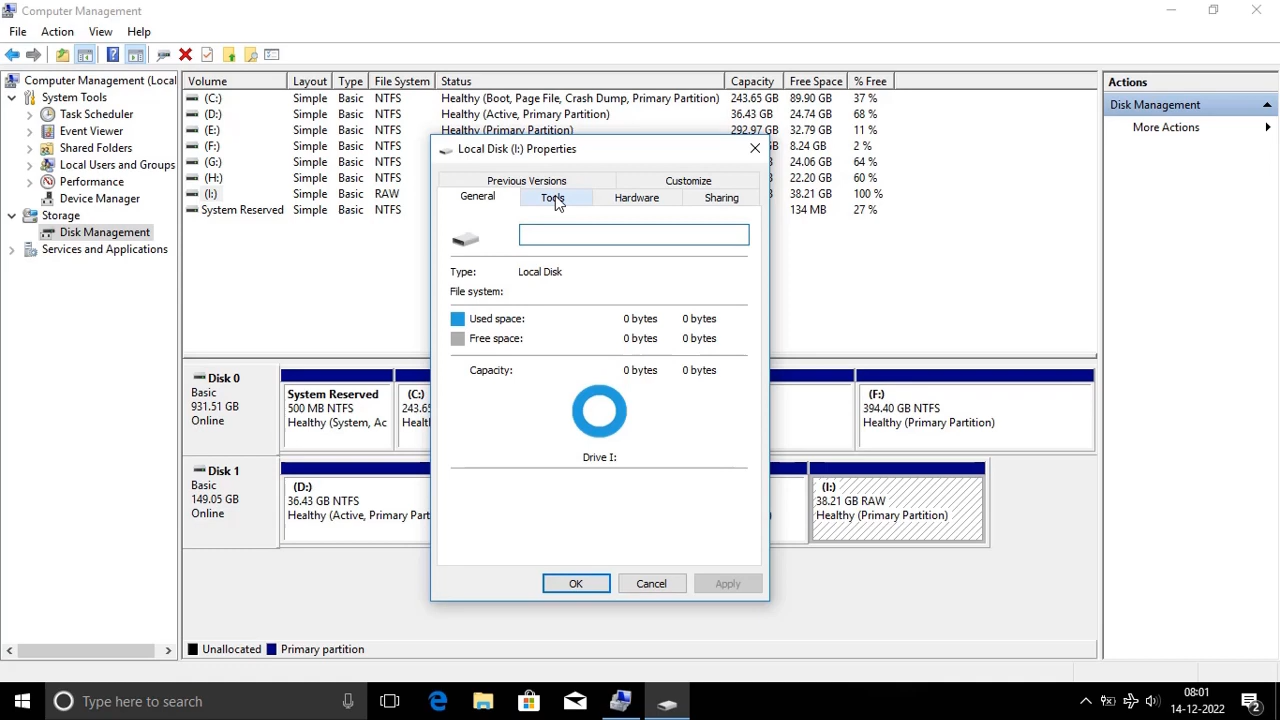 Computer Management
File Action View Help
Computer Management (Local
System Tools
Task Scheduler
Event Viewer
Shared Folders
Local Users and Groups
Performance
Device Manager
Storage
Disk Management
Services and Applications
Volume Layout Type File System Status Capacity Free Space % Free
(C:) Simple Basic NTFS Healthy (Boot, Page File, Crash Dump, Primary Partition) 243.65 GB 89.90 GB 37 %
(D:) Simple Basic NTFS Healthy (Active, Primary Partition) 36.43 GB 24.74 GB 68 %
(E:) Simple Basic NTFS Healthy (Primary Partition) 292.97 GB 32.79 GB 11 %
(F:) Simple Basic NTFS 8.24 GB 2 %
(G:) Simple Basic NTFS 24.06 GB 64 %
(H:) Simple Basic NTFS 22.20 GB 60 %
(I:) Simple Basic RAW 38.21 GB 100 %
System Reserved Simple Basic NTFS 134 MB 27 %
Local Disk (I:) Properties
Previous Versions Customize
General Tools Hardware Sharing
Type: Local Disk
File system:
Used space: 0 bytes 0 bytes
Free space: 0 bytes 0 bytes
Capacity: 0 bytes 0 bytes
Drive I:
OK Cancel Apply
Disk 0
Basic
931.51 GB
Online
System Reserved
500 MB NTFS
Healthy (System, Ac
(C:)
243.65
Healt
(F:)
394.40 GB NTFS
Healthy (Primary Partition)
Disk 1
Basic
149.05 GB
Online
(D:)
36.43 GB NTFS
Healthy (Active, Primary Part
(I:)
38.21 GB RAW
Healthy (Primary Partition)
Unallocated Primary partition
Actions
Disk Management
More Actions
Type here to search
08:01
14-12-2022
2